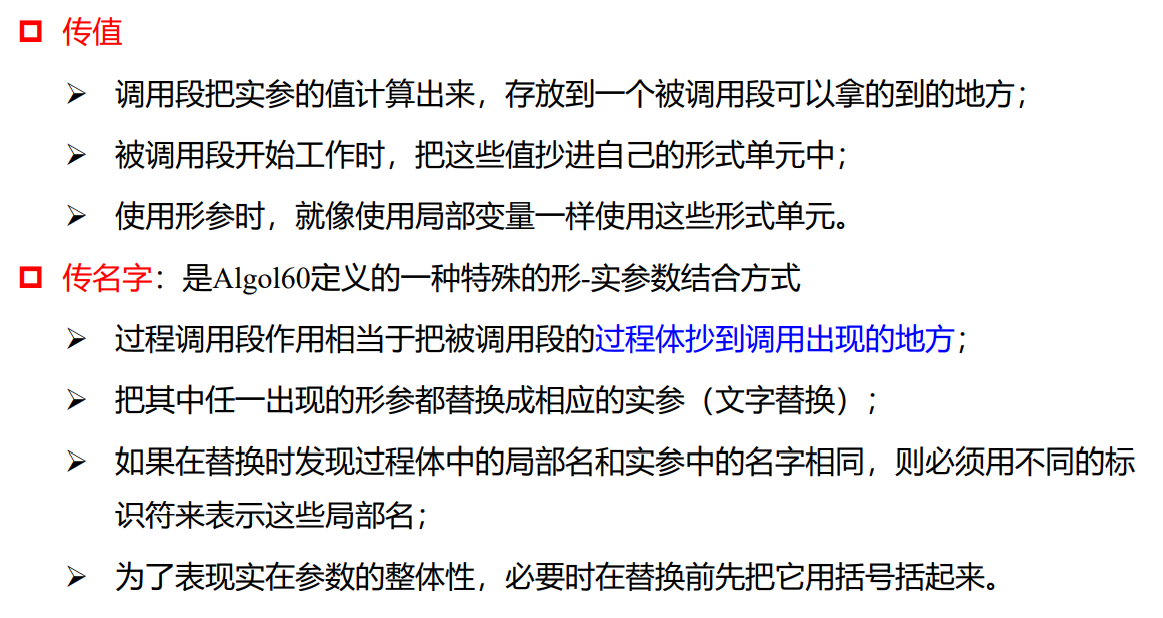 传值
调用段把实参的值计算出来，存放到一个被调用段可以拿的到的地方；
被调用段开始工作时，把这些值抄进自己的形式单元中；
使用形参时，就像使用局部变量一样使用这些形式单元。
传名字：是Algol60定义的一种特殊的形-实参数结合方式
过程调用段作用相当于把被调用段的过程体抄到调用出现的地方；
把其中任一出现的形参都替换成相应的实参（文字替换）；
如果在替换时发现过程体中的局部名和实参中的名字相同，则必须用不同的标
识符来表示这些局部名；
为了表现实在参数的整体性，必要时在替换前先把它用括号括起来。